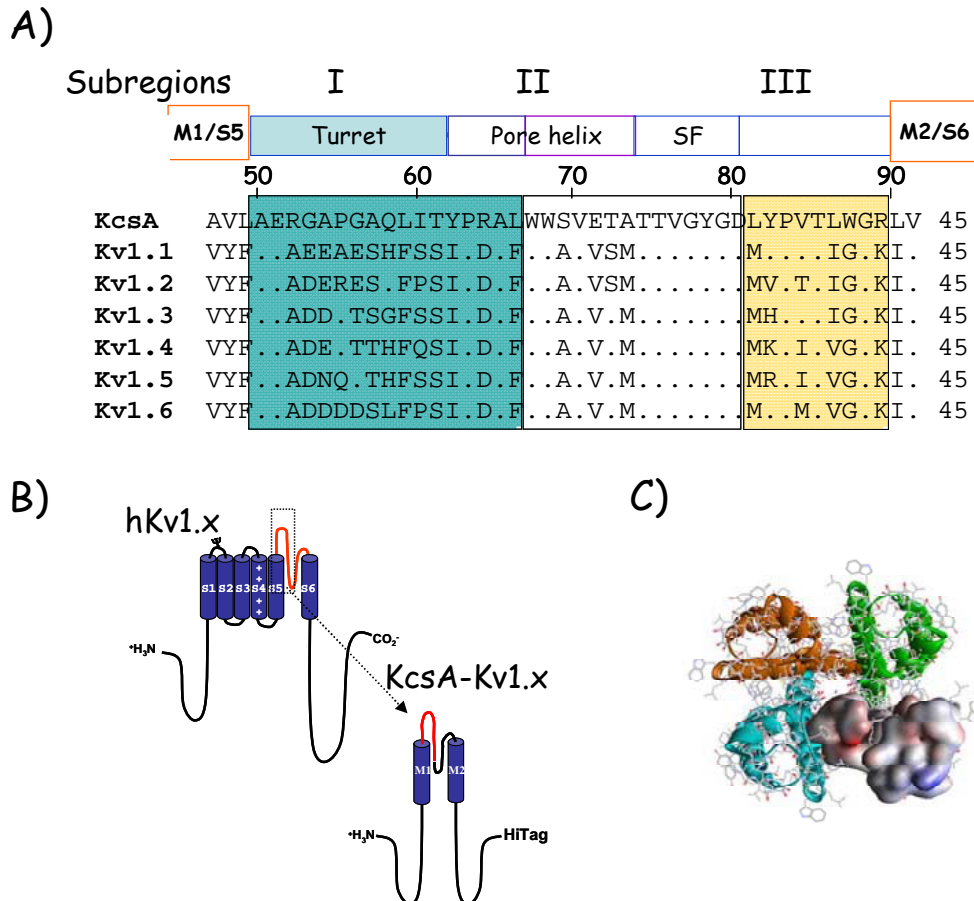 A)
Subregions I II III
M1/S5 Turret Pore helix SF M2/S6
50 60 70 80 90
KcsA AVLAERGAPGAQLITYPRALWWSVETATTVGYGDLYPVTLWGRLV 45
Kv1.1 VYF..AEEAESHFSSI.D.F..A.VSM.......M....IG.KI. 45
Kv1.2 VYF..ADERES.FPSI.D.F..A.VSM.......MV.T.IG.KI. 45
Kv1.3 VYF..ADD.TSGFSSI.D.F..A.V.M.......MH...IG.KI. 45
Kv1.4 VYF..ADE.TTHFQSI.D.F..A.V.M.......MK.I.VG.KI. 45
Kv1.5 VYF..ADNQ.THFSSI.D.F..A.V.M.......MR.I.VG.KI. 45
Kv1.6 VYF..ADDDDSLFPSI.D.F..A.V.M.......M..M.VG.KI. 45
B)
hKv1.x
S1 S2 S3 S4 S5 S6
+ + + +
⁺H₃N
CO₂⁻
KcsA-Kv1.x
M1 M2
⁺H₃N
HiTag
C)